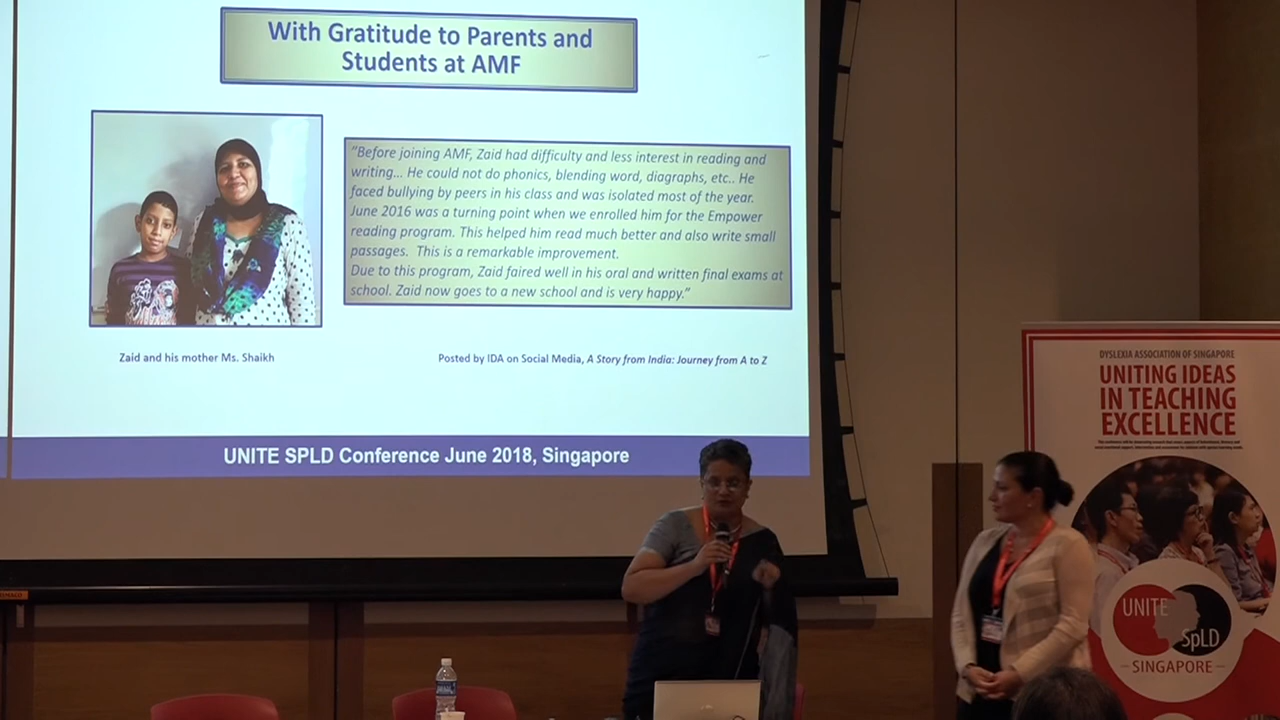 With Gratitude to Parents and
Students at AMF
"Before joining AMF, Zaid had difficulty and less interest in reading and
writing... He could not do phonics, blending word, diagraphs, etc.. He
faced bullying by peers in his class and was isolated most of the year.
June 2016 was a turning point when we enrolled him for the Empower
reading program. This helped him read much better and also write small
passages.  This is a remarkable improvement.
Due to this program, Zaid faired well in his oral and written final exams at
school. Zaid now goes to a new school and is very happy."
Zaid and his mother Ms. Shaikh
Posted by IDA on Social Media, A Story from India: Journey from A to Z
UNITE SPLD Conference June 2018, Singapore
DYSLEXIA ASSOCIATION OF SINGAPORE
UNITING IDEAS
IN TEACHING
EXCELLENCE
UNITE
SpLD
SINGAPORE